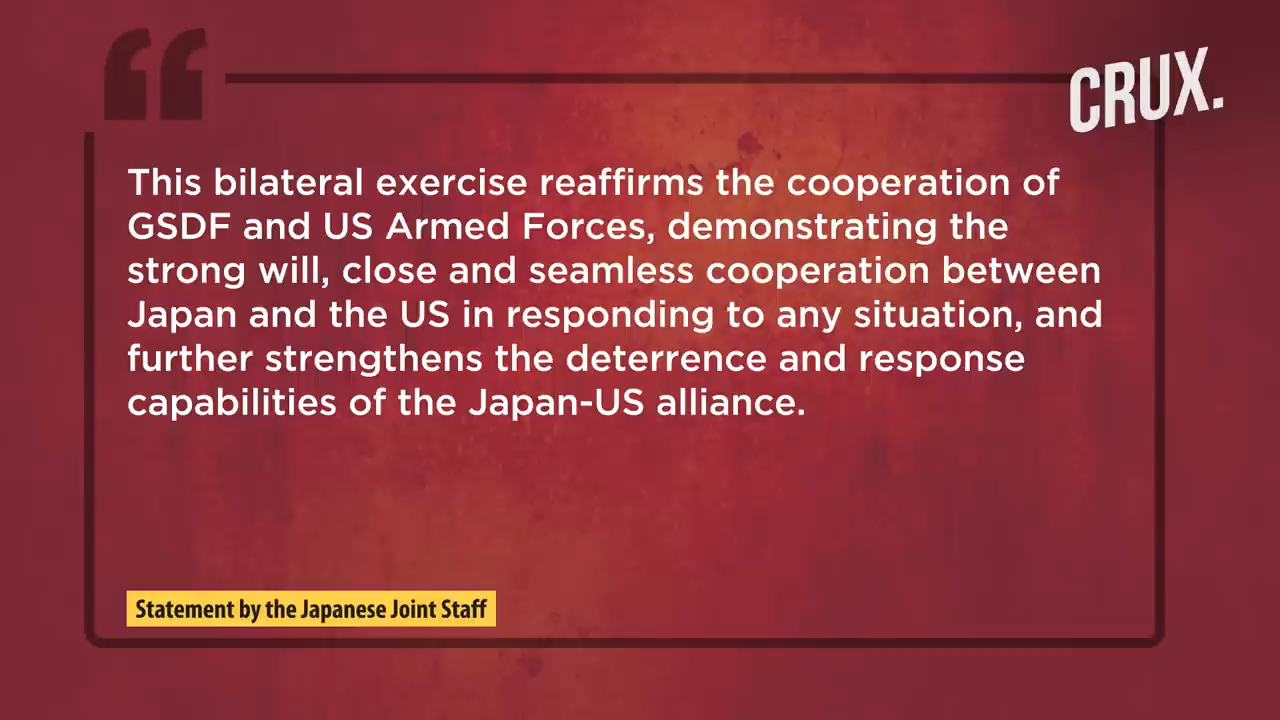 CRUX.
This bilateral exercise reaffirms the cooperation of
GSDF and US Armed Forces, demonstrating the
strong will, close and seamless cooperation between
Japan and the US in responding to any situation, and
further strengthens the deterrence and response
capabilities of the Japan-US alliance.
Statement by the Japanese Joint Staff